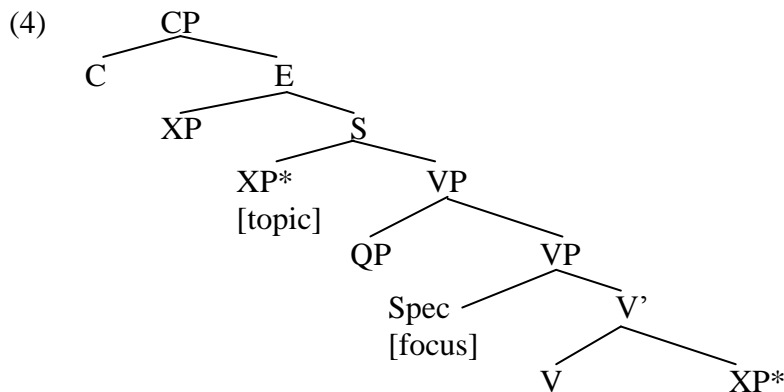 (4) CP
C E
XP S
XP* VP
[topic]
QP VP
Spec V’
[focus]
V XP*